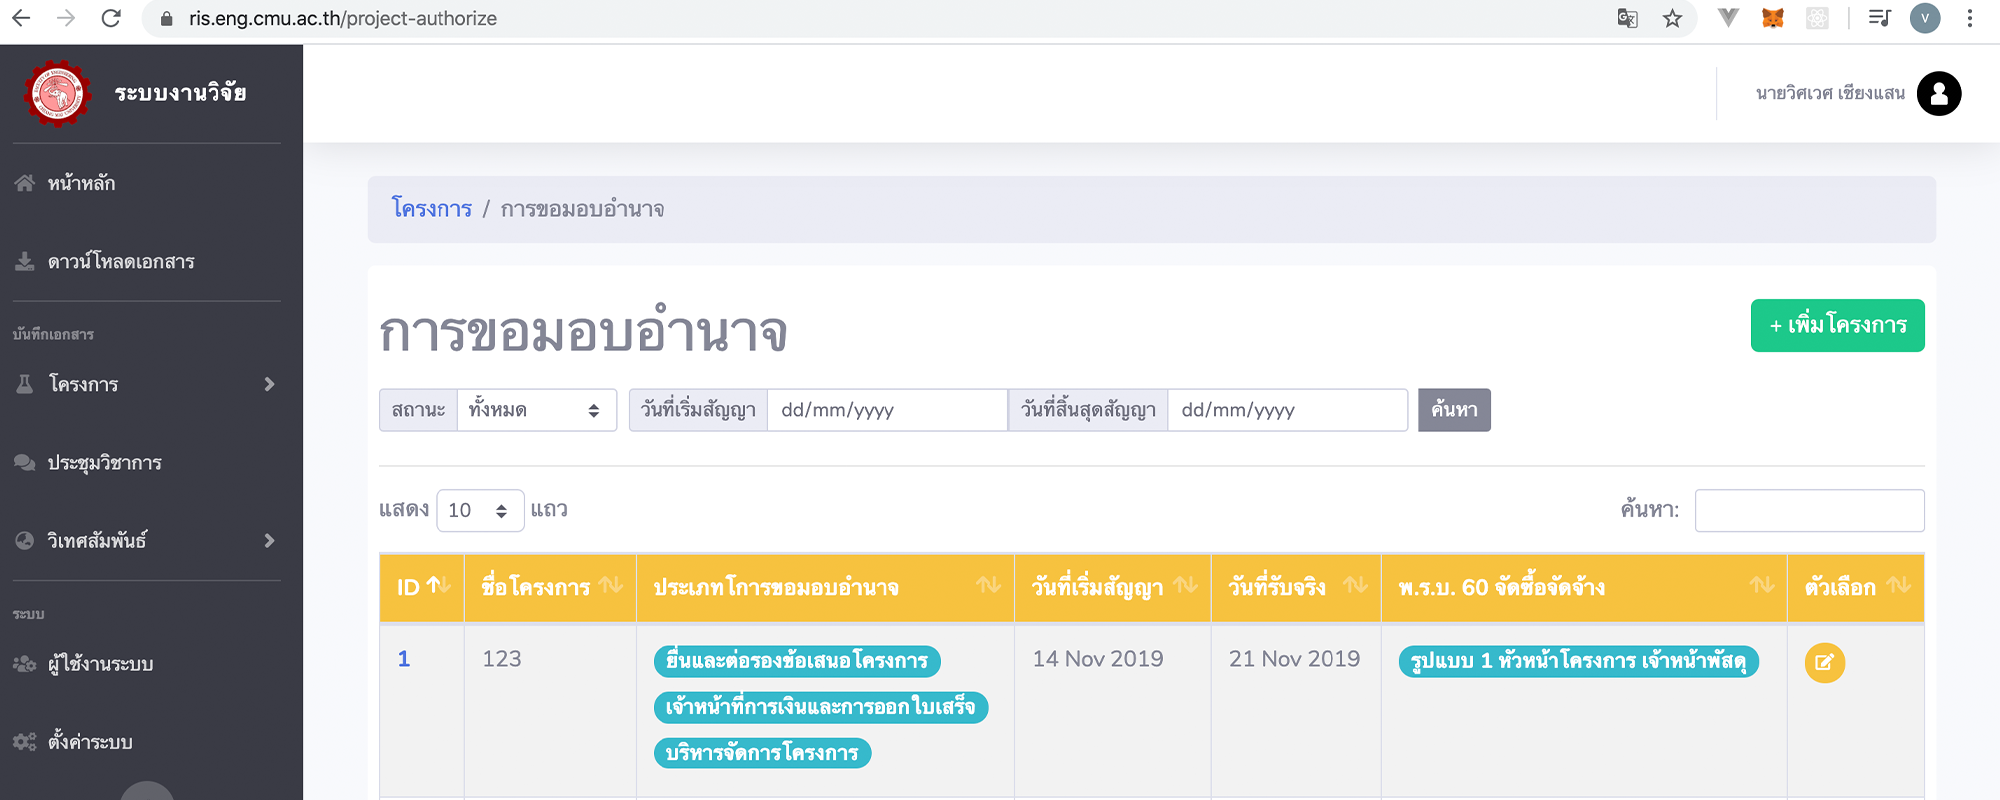 ris.eng.cmu.ac.th/project-authorize
V
ระบบงานวิจัย
นายวิศเวศ เชียงแสน
หน้าหลัก
ดาวน์โหลดเอกสาร
บันทึกเอกสาร
โครงการ
ประชุมวิชาการ
วิเทศสัมพันธ์
ระบบ
ผู้ใช้งานระบบ
ตั้งค่าระบบ
โครงการ / การขอมอบอำนาจ
การขอมอบอำนาจ
+ เพิ่มโครงการ
สถานะ ทั้งหมด วันที่เริ่มสัญญา dd/mm/yyyy วันที่สิ้นสุดสัญญา dd/mm/yyyy ค้นหา
แสดง 10 แถว ค้นหา:
ID ชื่อโครงการ ประเภทโการขอมอบอำนาจ วันที่เริ่มสัญญา วันที่รับจริง พ.ร.บ. 60 จัดซื้อจัดจ้าง ตัวเลือก
1 123 ยื่นและต่อรองข้อเสนอโครงการ 14 Nov 2019 21 Nov 2019 รูปแบบ 1 หัวหน้าโครงการ เจ้าหน้าพัสดุ
เจ้าหน้าที่การเงินและการออกใบเสร็จ
บริหารจัดการโครงการ